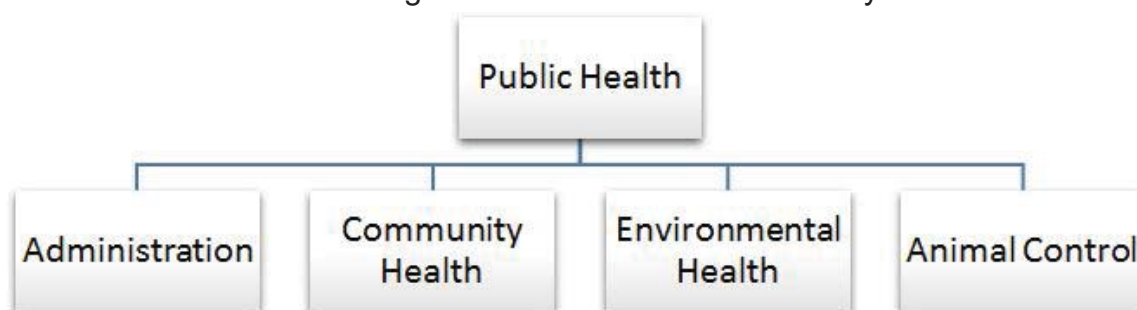 Public Health
Administration
Community
Health
Environmental
Health
Animal Control